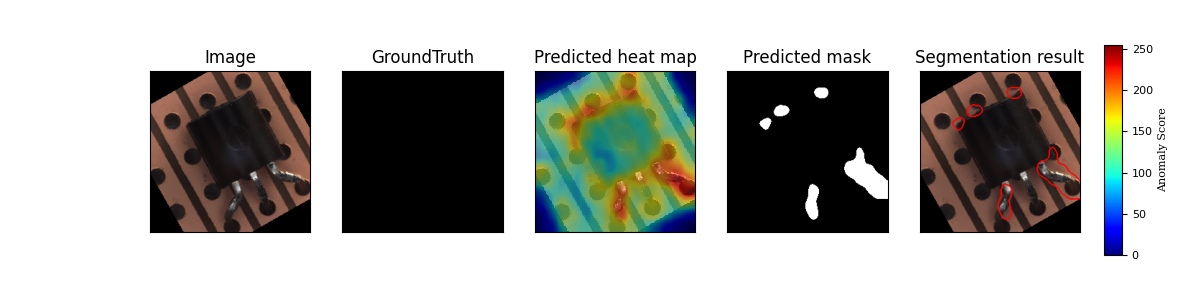 Image
GroundTruth
Predicted heat map
Predicted mask
Segmentation result
250
200
150
100
50
0
Anomaly Score